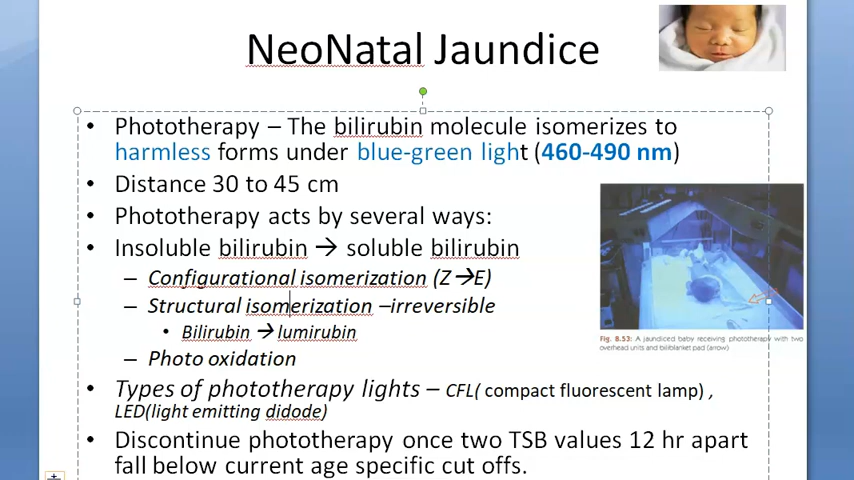 NeoNatal Jaundice
• Phototherapy – The bilirubin molecule isomerizes to
harmless forms under blue-green light (460-490 nm)
• Distance 30 to 45 cm
• Phototherapy acts by several ways:
• Insoluble bilirubin → soluble bilirubin
– Configurational isomerization (Z→E)
– Structural isomerization –irreversible
• Bilirubin → lumirubin
– Photo oxidation
• Types of phototherapy lights – CFL( compact fluorescent lamp) ,
LED(light emitting didode)
• Discontinue phototherapy once two TSB values 12 hr apart
fall below current age specific cut offs.
Fig. 8.53: A jaundiced baby receiving phototherapy with two
overhead units and biliblanket pad (arrow)